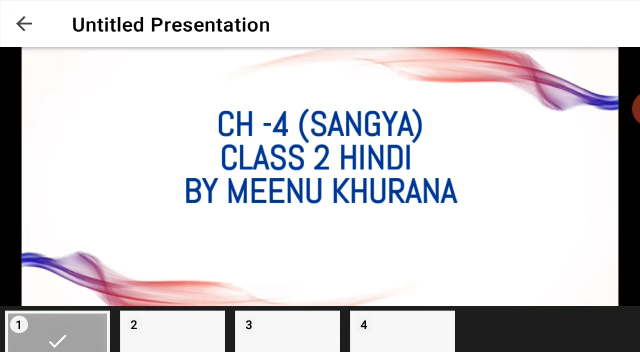 Untitled Presentation
CH -4 (SANGYA)
CLASS 2 HINDI
BY MEENU KHURANA
1
2
3
4